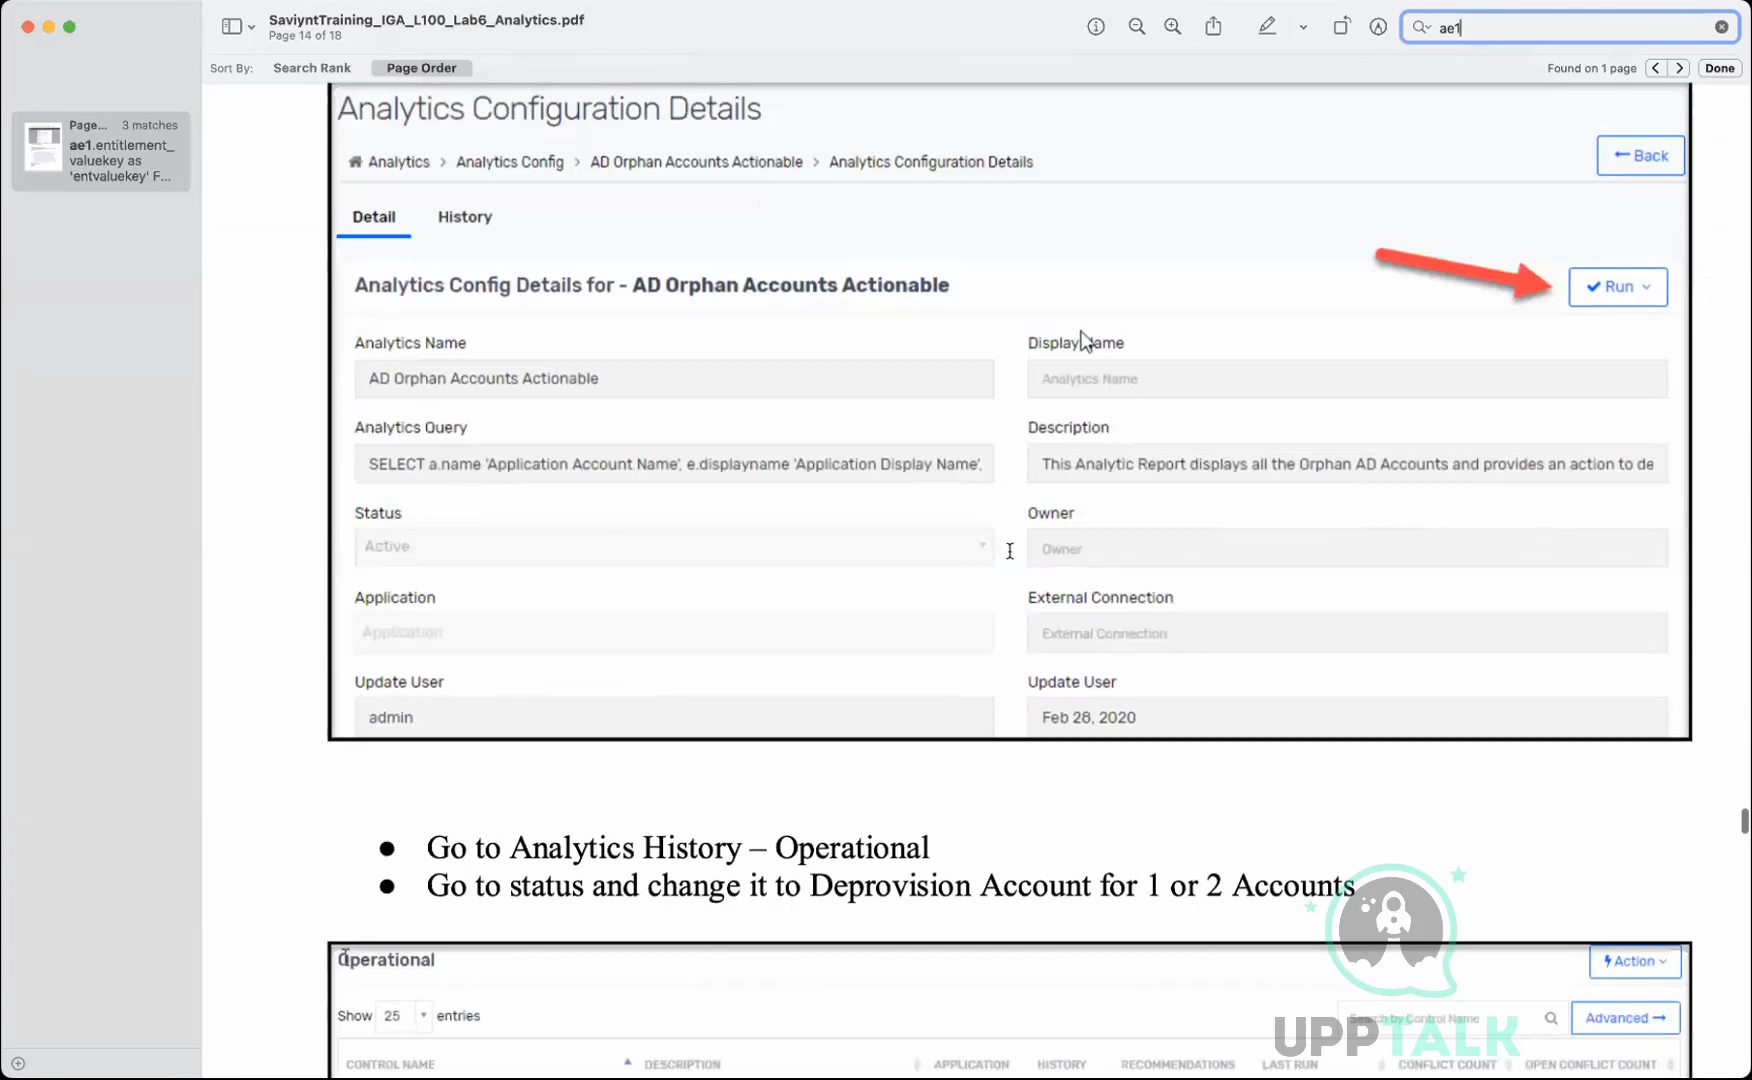 SaviyntTraining_IGA_L100_Lab6_Analytics.pdf
Page 14 of 18
ae1
Sort By: Search Rank Page Order
Found on 1 page
Done
Page... 3 matches
ae1.entitlement_
valuekey as
'entvaluekey' F...
Analytics Configuration Details
Analytics > Analytics Config > AD Orphan Accounts Actionable > Analytics Configuration Details
Back
Detail History
Analytics Config Details for - AD Orphan Accounts Actionable
Run
Analytics Name
Display Name
AD Orphan Accounts Actionable
Analytics Name
Analytics Query
Description
SELECT a.name 'Application Account Name', e.displayname 'Application Display Name',
This Analytic Report displays all the Orphan AD Accounts and provides an action to de
Status
Owner
Active
Owner
Application
External Connection
Application
External Connection
Update User
Update User
admin
Feb 28, 2020
● Go to Analytics History – Operational
● Go to status and change it to Deprovision Account for 1 or 2 Accounts
Operational
Action
Show 25 entries
Search by Control Name
Advanced
UPPTALK
CONTROL NAME DESCRIPTION APPLICATION HISTORY RECOMMENDATIONS LAST RUN CONFLICT COUNT OPEN CONFLICT COUNT